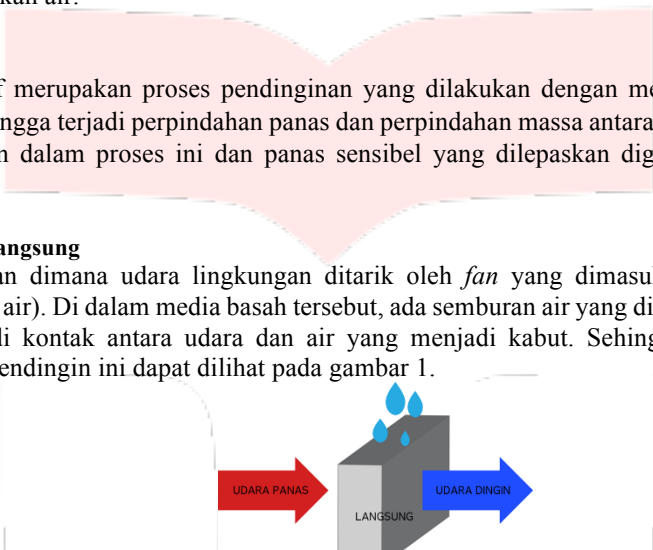 f merupakan proses pendinginan yang dilakukan dengan me
ngga terjadi perpindahan panas dan perpindahan massa antara
n dalam proses ini dan panas sensibel yang dilepaskan dig
angsung
an dimana udara lingkungan ditarik oleh fan yang dimasul
air). Di dalam media basah tersebut, ada semburan air yang di
di kontak antara udara dan air yang menjadi kabut. Sehing
endingin ini dapat dilihat pada gambar 1.
UDARA PANAS
LANGSUNG
UDARA DINGIN